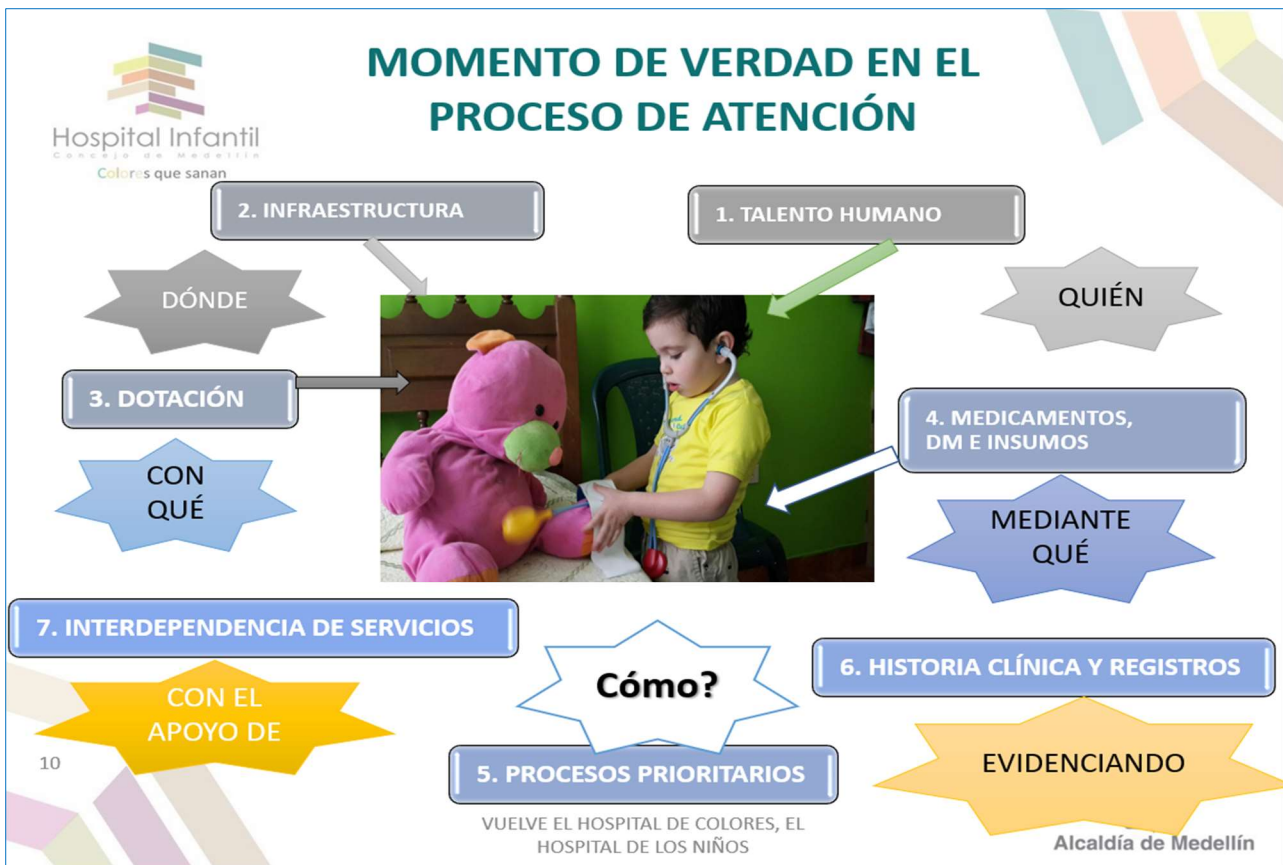 MOMENTO DE VERDAD EN EL
PROCESO DE ATENCIÓN
Hospital Infantil
Concejo de Medellín
Colores que sanan
2. INFRAESTRUCTURA
1. TALENTO HUMANO
DÓNDE
QUIÉN
3. DOTACIÓN
4. MEDICAMENTOS,
DM E INSUMOS
CON
QUÉ
MEDIANTE
QUÉ
7. INTERDEPENDENCIA DE SERVICIOS
Cómo?
6. HISTORIA CLÍNICA Y REGISTROS
CON EL
APOYO DE
10
5. PROCESOS PRIORITARIOS
EVIDENCIANDO
VUELVE EL HOSPITAL DE COLORES, EL
HOSPITAL DE LOS NIÑOS
Alcaldía de Medellín